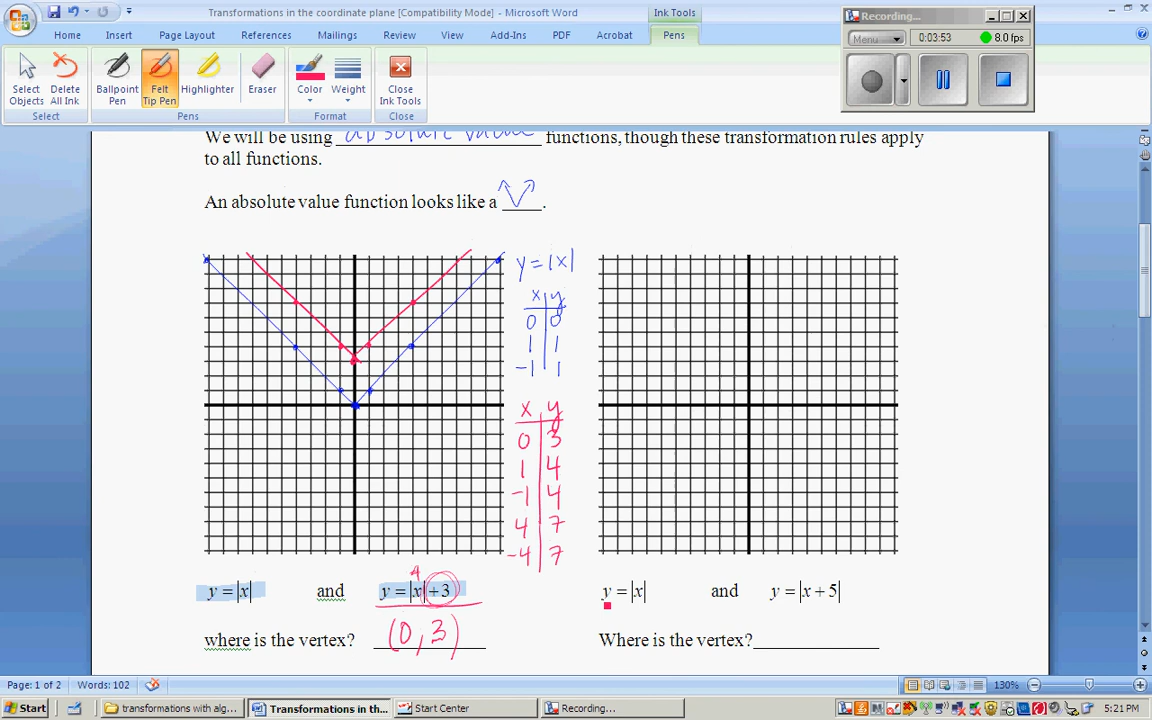 Transformations in the coordinate plane [Compatibility Mode] - Microsoft Word
Ink Tools
Home Insert Page Layout References Mailings Review View Add-Ins PDF Acrobat Pens
Recording...
Menu 03:53 8.0 fps
Select Objects
Delete All Ink
Ballpoint Pen
Felt Tip Pen
Highlighter
Eraser
Color
Weight
Close Ink Tools
Select Pens Format Close
We will be using absolute value functions, though these transformation rules apply
to all functions.
An absolute value function looks like a ____.
y=|x|
x y
0 0
1 1
-1 1
x y
0 3
1 4
-1 4
4 7
-4 7
4
y = |x| and y = |x| + 3
y = |x| and y = |x + 5|
where is the vertex? (0, 3)
Where is the vertex?______________
Page: 1 of 2 Words: 102 130%
Start transformations with alg... Transformations in th... Start Center Recording... 5:21 PM